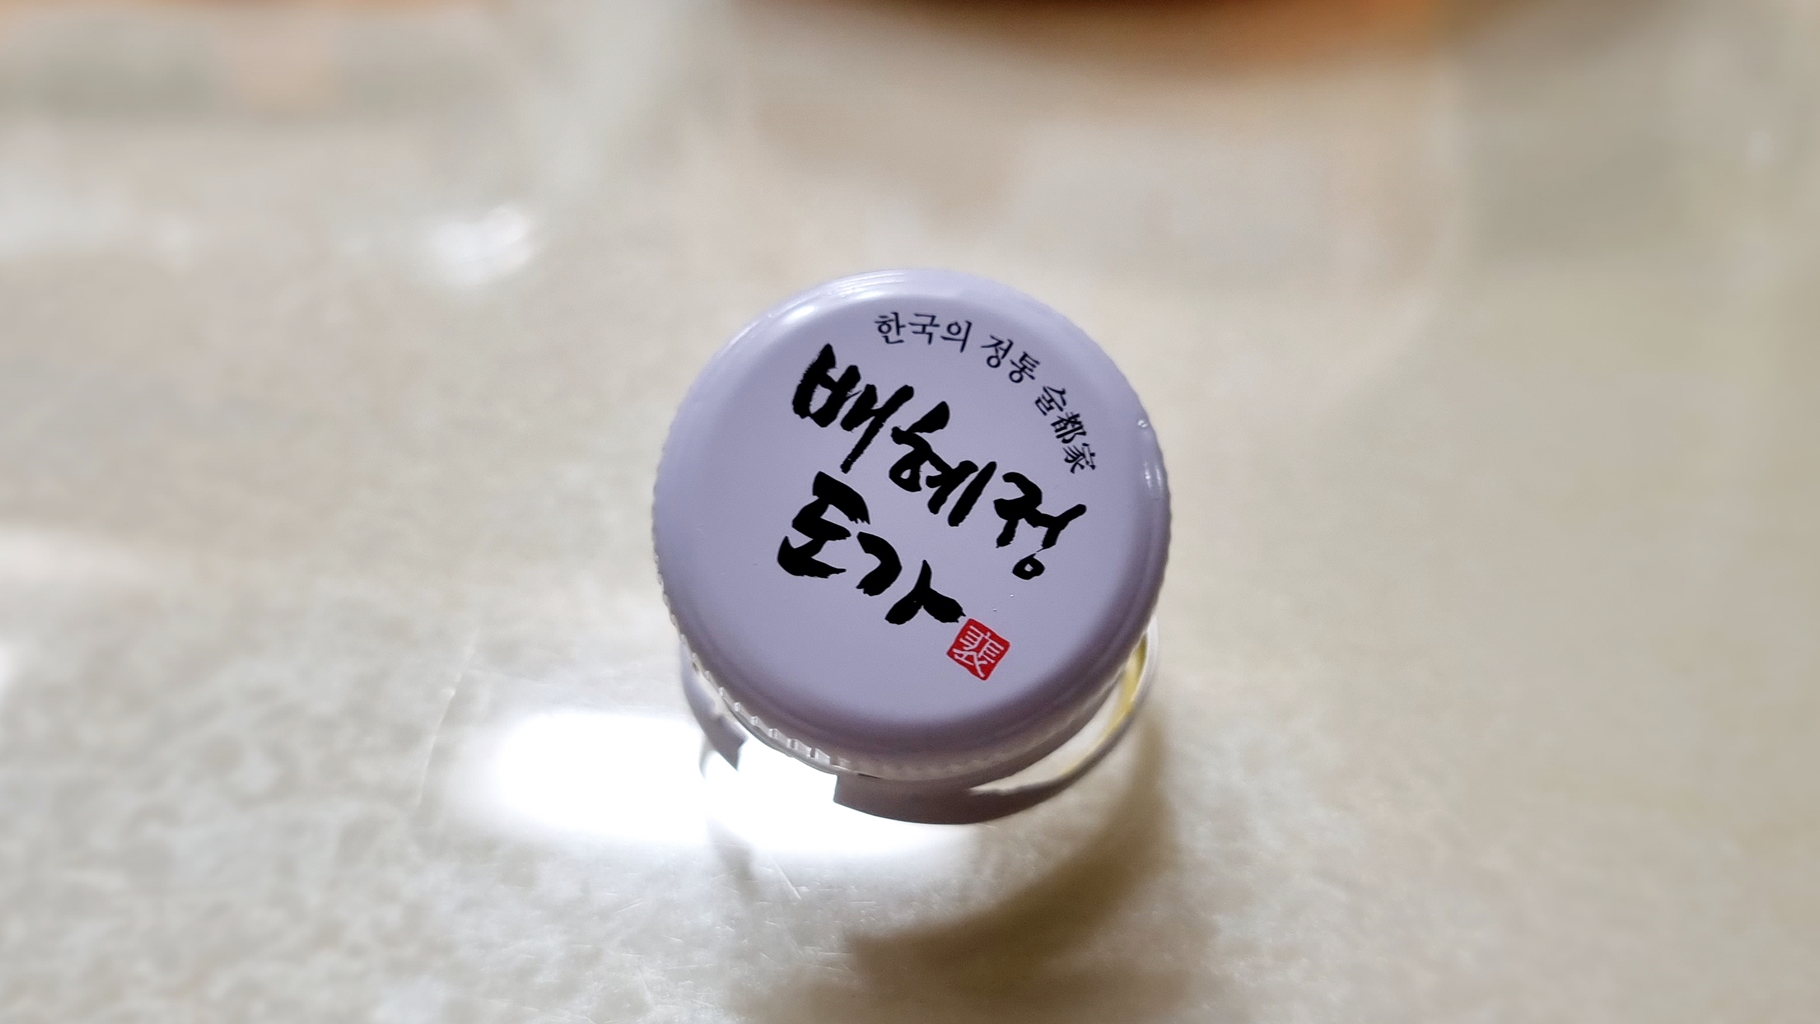 한국의 정통 술都家
배혜정
도가
裵